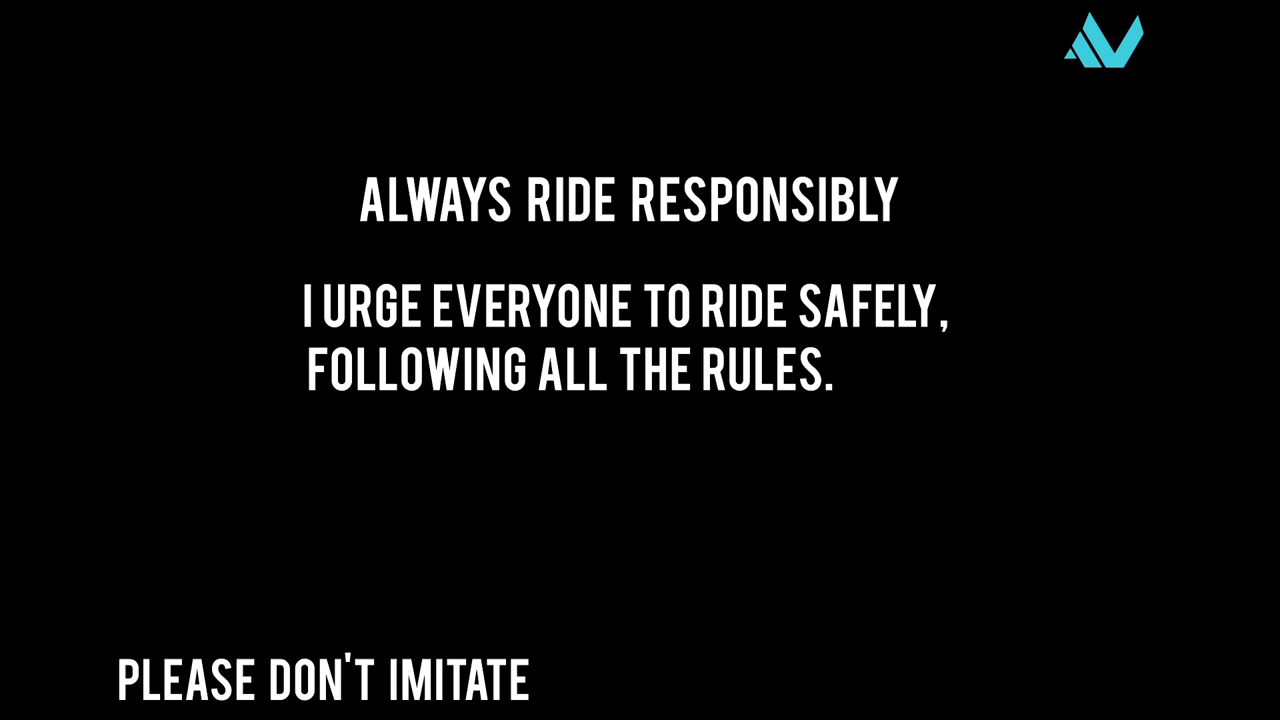 ALWAYS RIDE RESPONSIBLY
I URGE EVERYONE TO RIDE SAFELY,
FOLLOWING ALL THE RULES.
PLEASE DON'T IMITATE